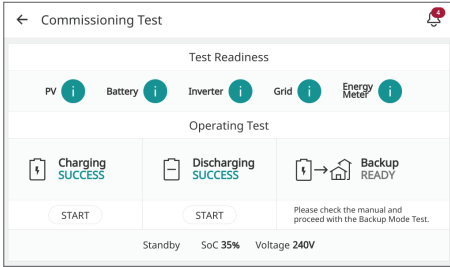 ← Commissioning Test 4
Test Readiness
PV i Battery i Inverter i Grid i Energy Meter i
Operating Test
Charging
SUCCESS
Discharging
SUCCESS
Backup
READY
START
START
Please check the manual and
proceed with the Backup Mode Test.
Standby SoC 35% Voltage 240V